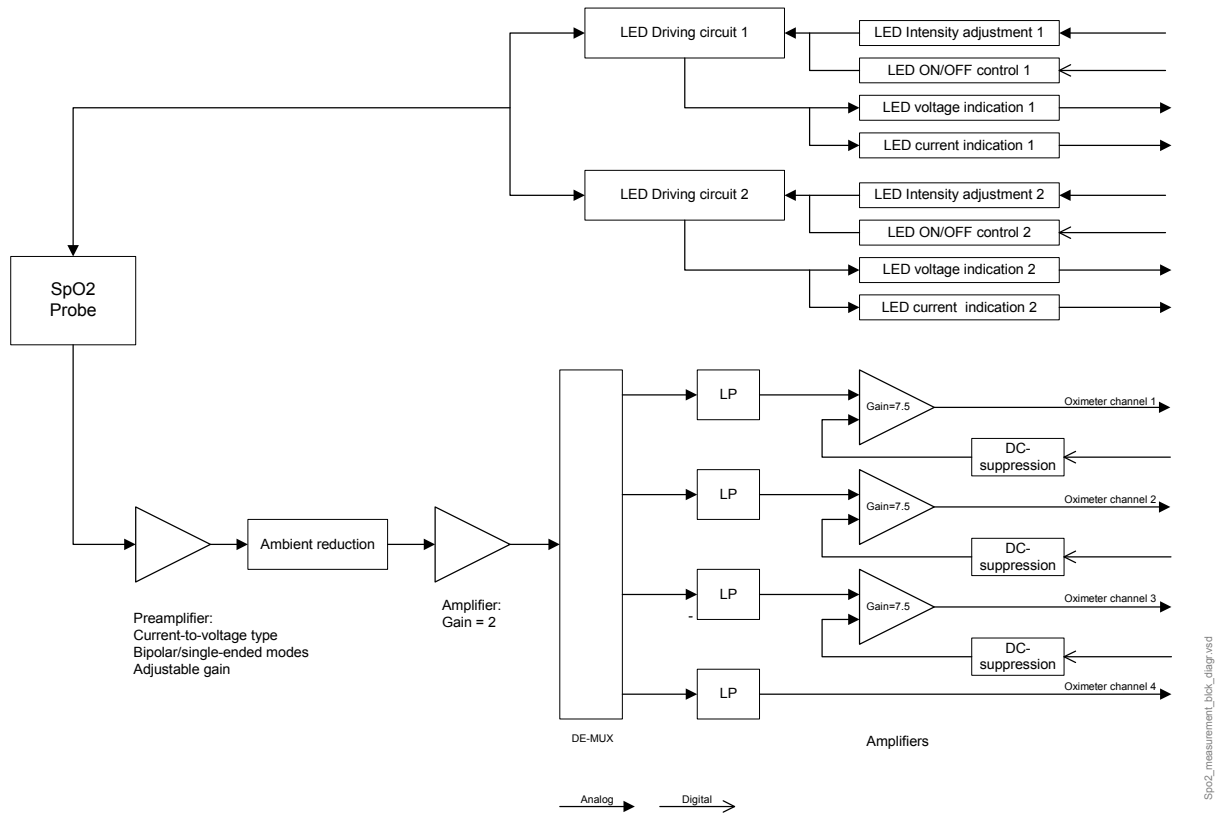 LED Driving circuit 1
LED Intensity adjustment 1
LED ON/OFF control 1
LED voltage indication 1
LED current indication 1
LED Driving circuit 2
LED Intensity adjustment 2
LED ON/OFF control 2
LED voltage indication 2
LED current  indication 2
SpO2
Probe
LP
Gain=7.5
Oximeter channel 1
DC-
suppression
LP
Gain=7.5
Oximeter channel 2
DC-
suppression
Ambient reduction
Preamplifier:
Current-to-voltage type
Bipolar/single-ended modes
Adjustable gain
Amplifier:
Gain = 2
LP
-
Gain=7.5
Oximeter channel 3
DC-
suppression
LP
Oximeter channel 4
DE-MUX
Amplifiers
Analog
Digital
Spo2_measurement_blck_diagr.vsd